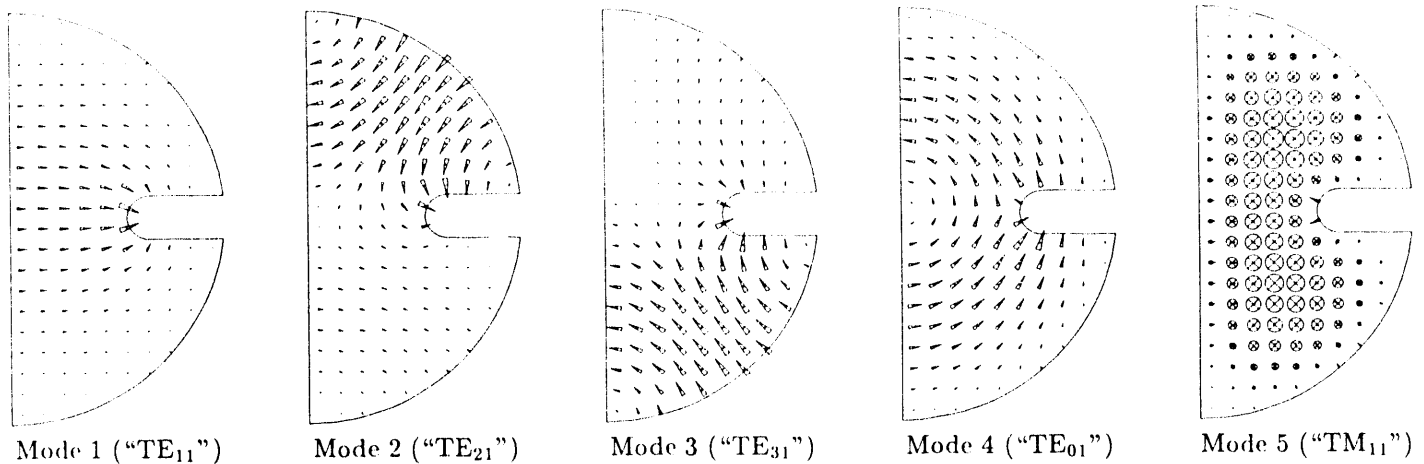 Mode 1 (“TE₁₁”)
Mode 2 (“TE₂₁”)
Mode 3 (“TE₃₁”)
Mode 4 (“TE₀₁”)
Mode 5 (“TM₁₁”)